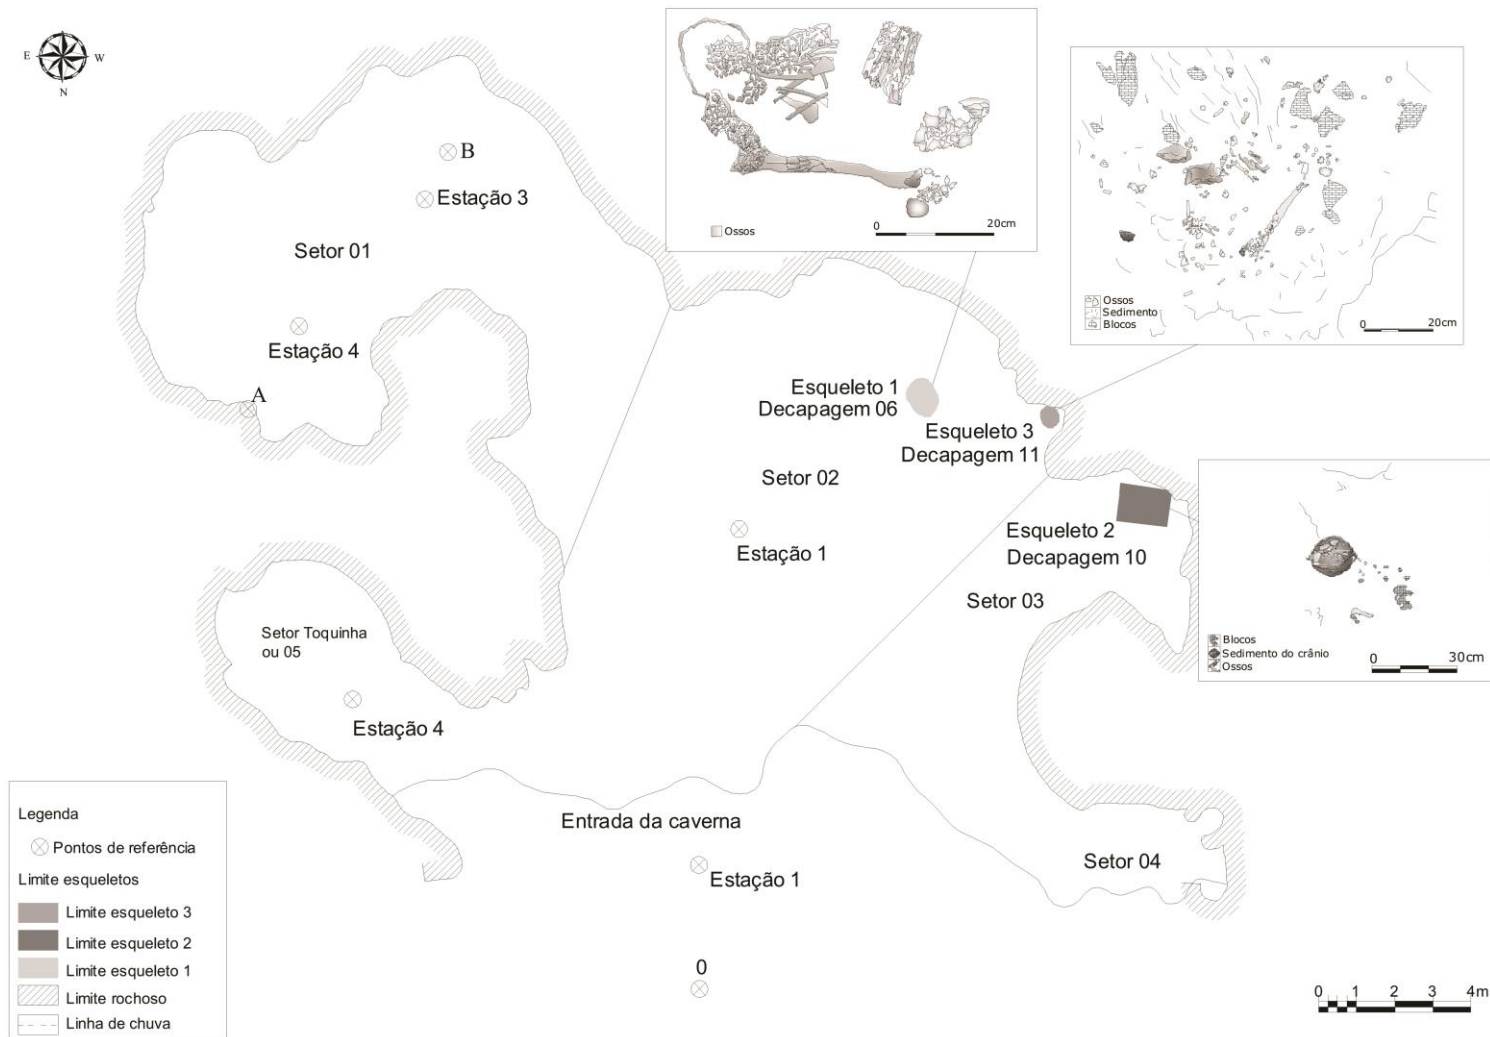 E
W
N
B
Estação 3
Setor 01
Estação 4
A
Ossos
0
20cm
Ossos
Sedimento
Blocos
0
20cm
Esqueleto 1
Decapagem 06
Esqueleto 3
Decapagem 11
Setor 02
Estação 1
Esqueleto 2
Decapagem 10
Setor 03
Blocos
Sedimento do crânio
Ossos
0
30cm
Setor Toquinha
ou 05
Estação 4
Entrada da caverna
Estação 1
Setor 04
0
Legenda
Pontos de referência
Limite esqueletos
Limite esqueleto 3
Limite esqueleto 2
Limite esqueleto 1
Limite rochoso
Linha de chuva
0 1 2 3 4m